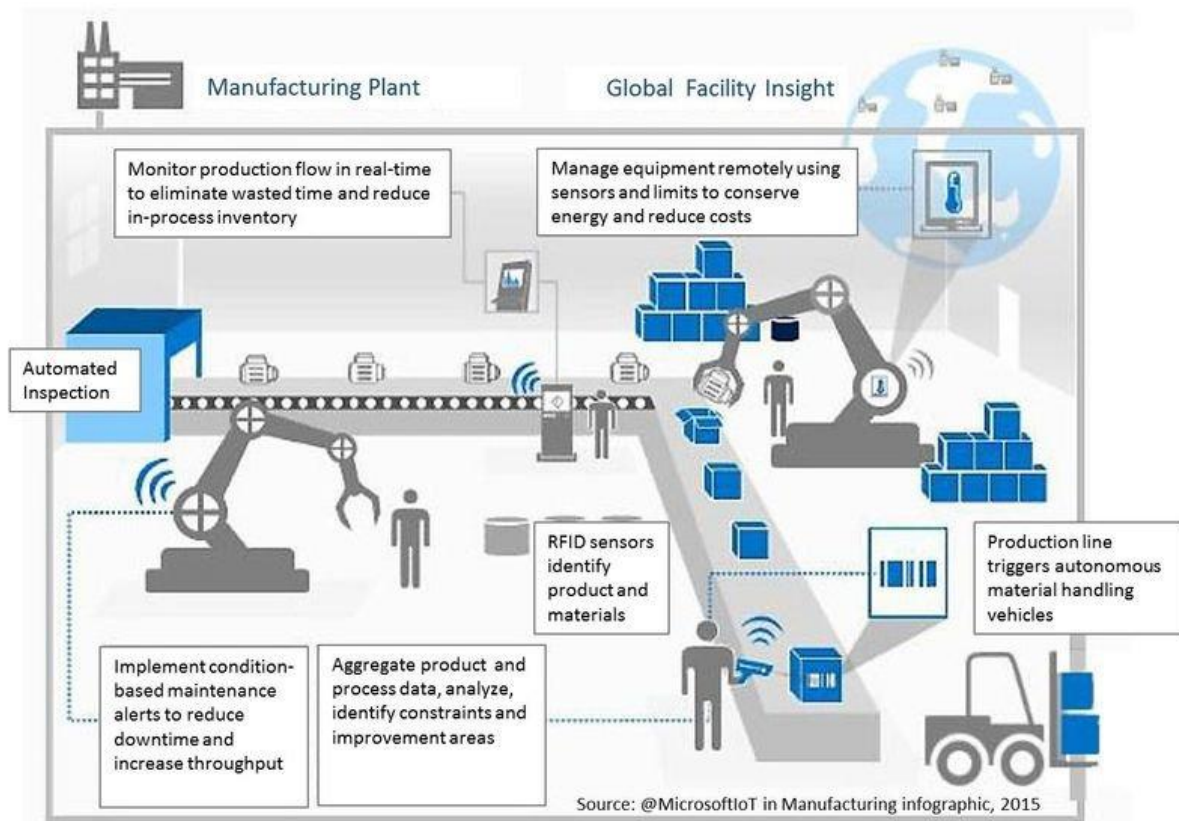 Manufacturing Plant
Global Facility Insight
Monitor production flow in real-time
to eliminate wasted time and reduce
in-process inventory
Manage equipment remotely using
sensors and limits to conserve
energy and reduce costs
Automated
Inspection
RFID sensors
identify
product and
materials
Production line
triggers autonomous
material handling
vehicles
Implement condition-
based maintenance
alerts to reduce
downtime and
increase throughput
Aggregate product and
process data, analyze,
identify constraints and
improvement areas
Source: @MicrosoftIoT in Manufacturing infographic, 2015